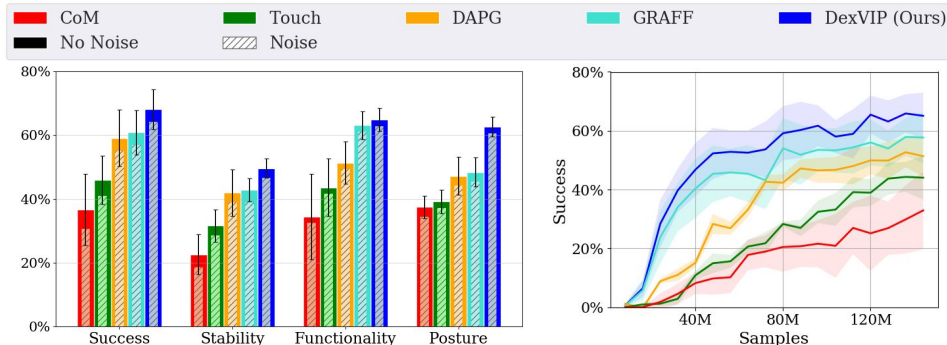 CoM Touch DAPG GRAFF DexVIP (Ours)
No Noise Noise
80%
60%
40%
20%
0%
Success Stability Functionality Posture
80%
60%
40%
20%
0%
Success
40M 80M 120M
Samples